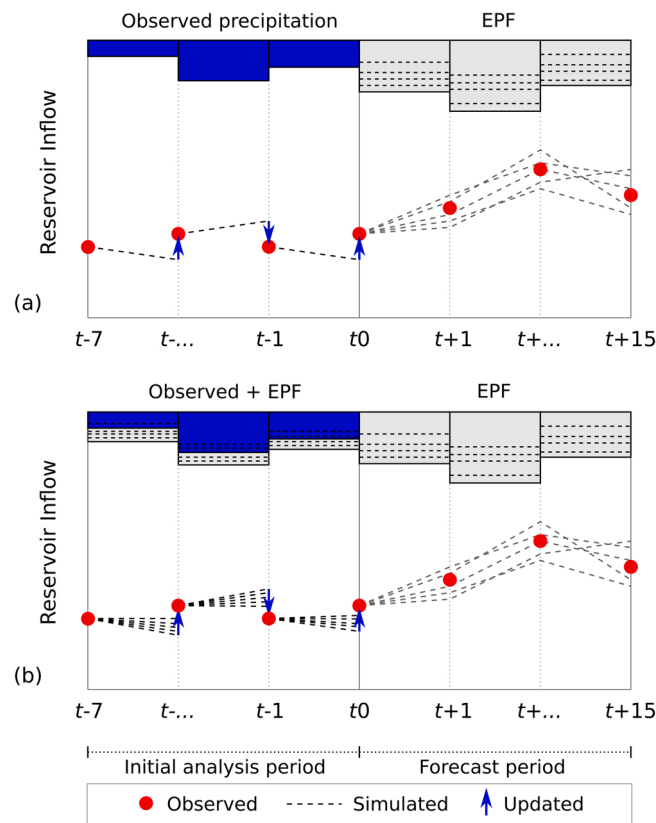 Observed precipitation EPF
Reservoir Inflow
(a)
t-7 t-... t-1 t0 t+1 t+... t+15
Observed + EPF EPF
Reservoir Inflow
(b)
t-7 t-... t-1 t0 t+1 t+... t+15
Initial analysis period Forecast period
Observed Simulated Updated